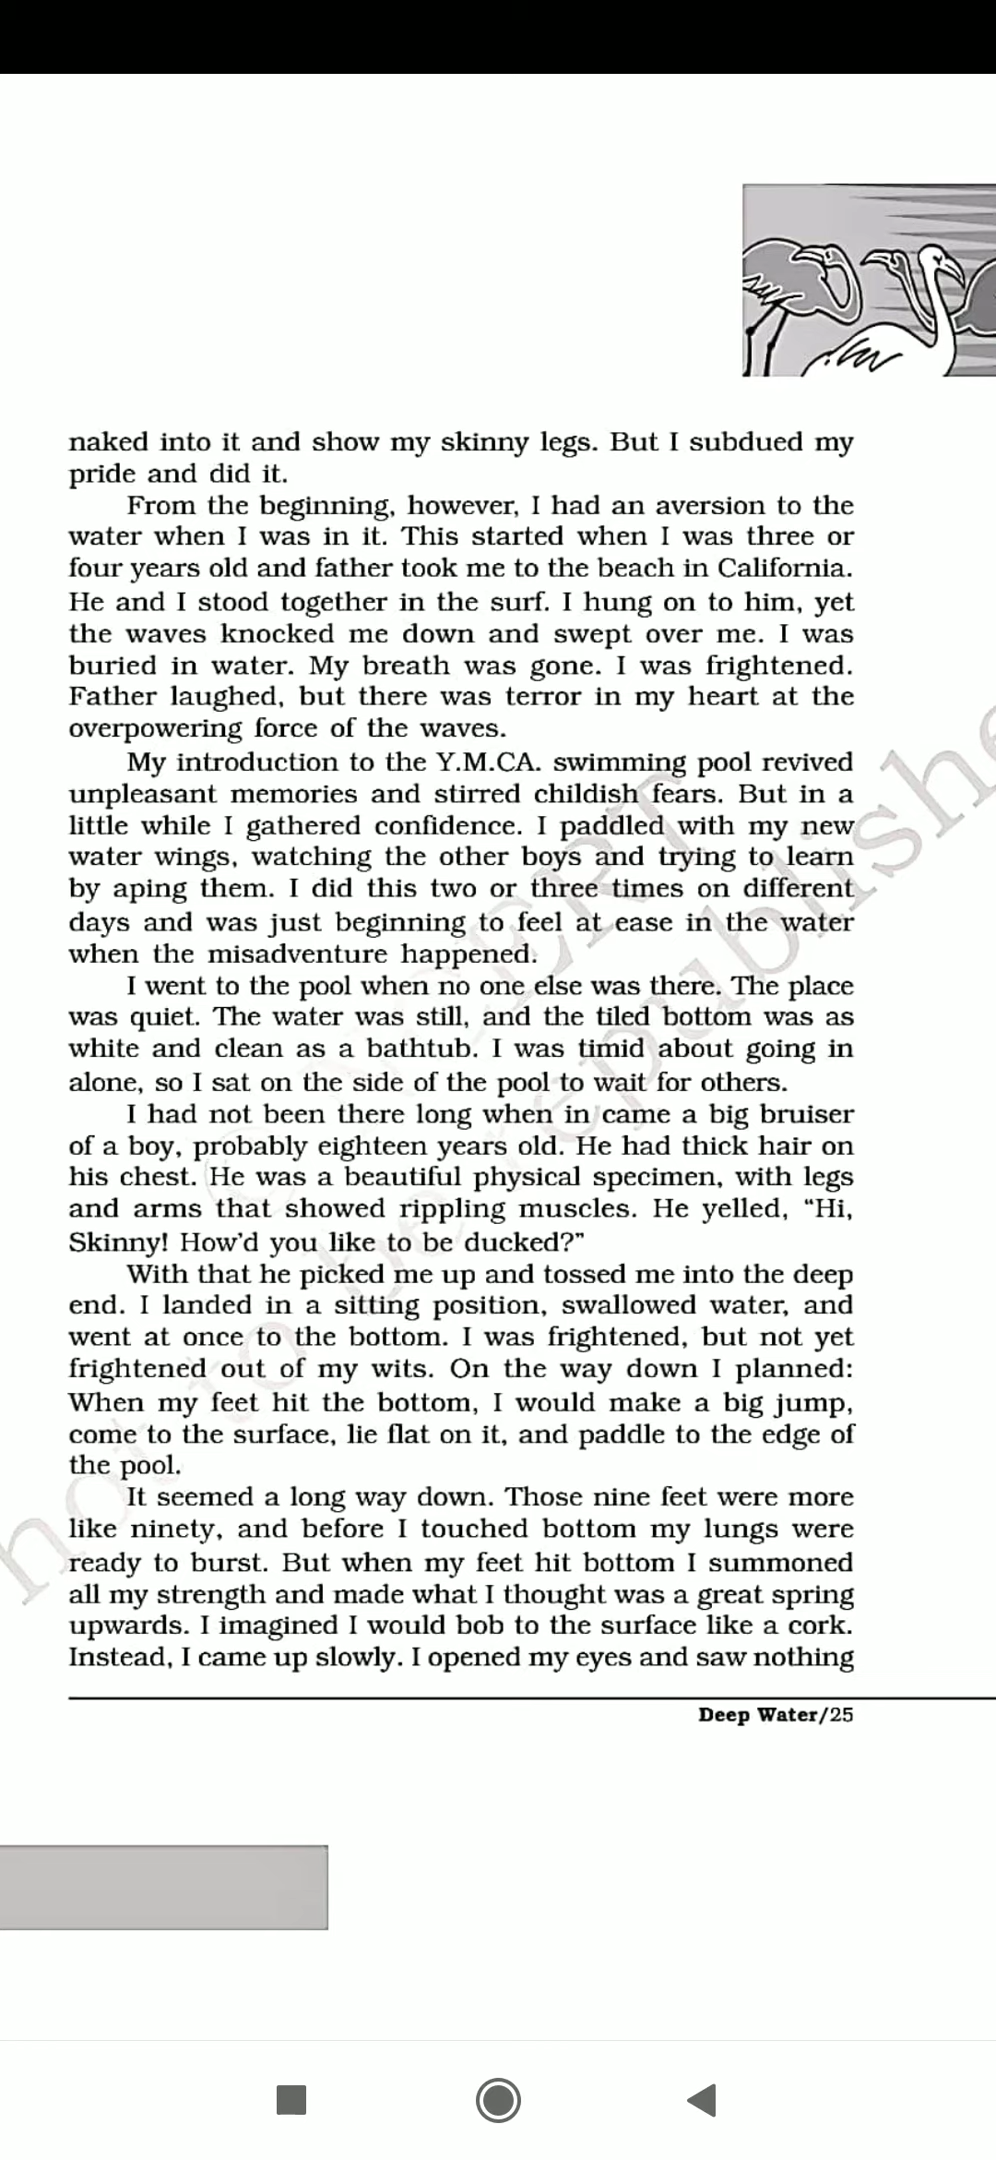 naked into it and show my skinny legs. But I subdued my
pride and did it.
From the beginning, however, I had an aversion to the
water when I was in it. This started when I was three or
four years old and father took me to the beach in California.
He and I stood together in the surf. I hung on to him, yet
the waves knocked me down and swept over me. I was
buried in water. My breath was gone. I was frightened.
Father laughed, but there was terror in my heart at the
overpowering force of the waves.
My introduction to the Y.M.CA. swimming pool revived
unpleasant memories and stirred childish fears. But in a
little while I gathered confidence. I paddled with my new
water wings, watching the other boys and trying to learn
by aping them. I did this two or three times on different
days and was just beginning to feel at ease in the water
when the misadventure happened.
I went to the pool when no one else was there. The place
was quiet. The water was still, and the tiled bottom was as
white and clean as a bathtub. I was timid about going in
alone, so I sat on the side of the pool to wait for others.
I had not been there long when in came a big bruiser
of a boy, probably eighteen years old. He had thick hair on
his chest. He was a beautiful physical specimen, with legs
and arms that showed rippling muscles. He yelled, “Hi,
Skinny! How’d you like to be ducked?”
With that he picked me up and tossed me into the deep
end. I landed in a sitting position, swallowed water, and
went at once to the bottom. I was frightened, but not yet
frightened out of my wits. On the way down I planned:
When my feet hit the bottom, I would make a big jump,
come to the surface, lie flat on it, and paddle to the edge of
the pool.
It seemed a long way down. Those nine feet were more
like ninety, and before I touched bottom my lungs were
ready to burst. But when my feet hit bottom I summoned
all my strength and made what I thought was a great spring
upwards. I imagined I would bob to the surface like a cork.
Instead, I came up slowly. I opened my eyes and saw nothing
Deep Water/25
© NCERT
not to be republishe